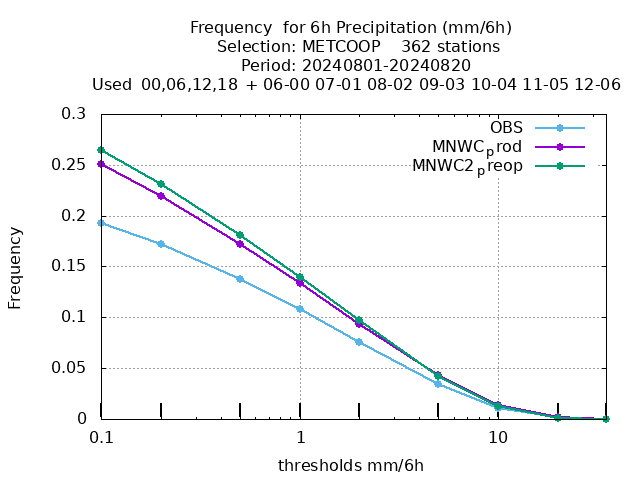 Frequency  for 6h Precipitation (mm/6h)
Selection: METCOOP    362 stations
Period: 20240801-20240820
Used  00,06,12,18  + 06-00 07-01 08-02 09-03 10-04 11-05 12-06
0.3
0.25
0.2
0.15
0.1
0.05
0
Frequency
OBS
MNWC_prod
MNWC2_preop
0.1 1 10
thresholds mm/6h